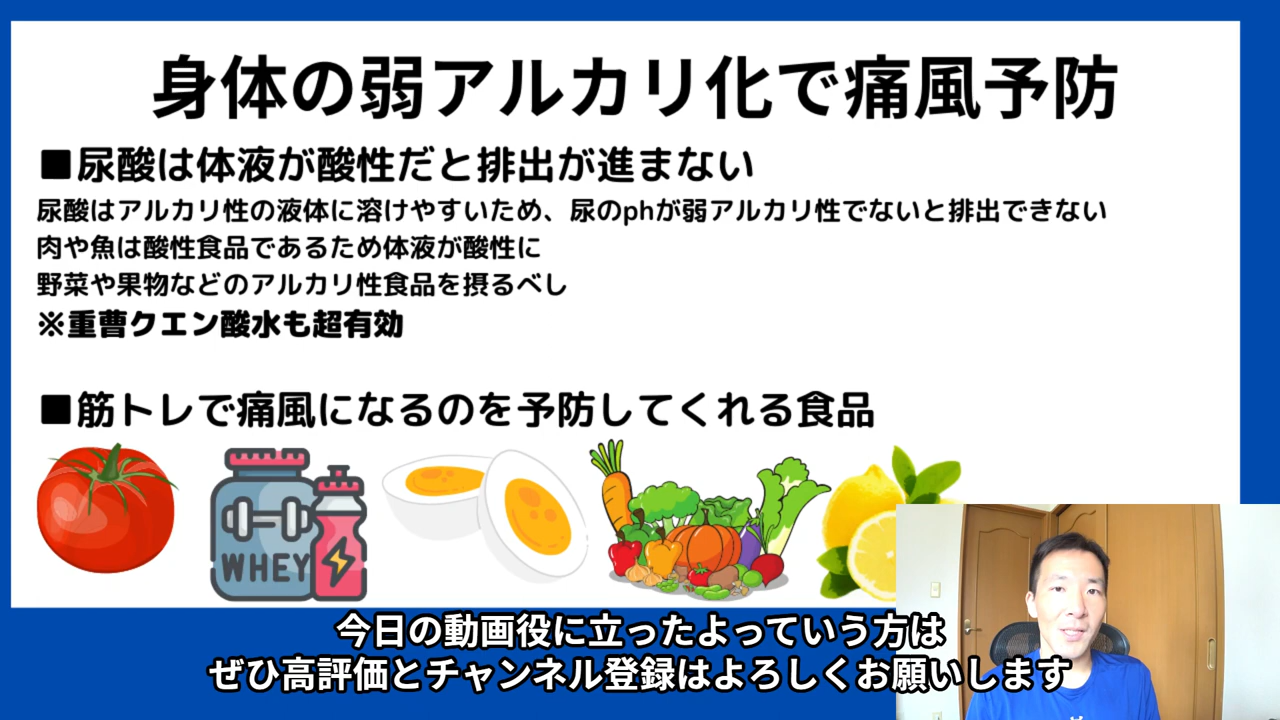 身体の弱アルカリ化で痛風予防
■尿酸は体液が酸性だと排出が進まない
尿酸はアルカリ性の液体に溶けやすいため、尿のphが弱アルカリ性でないと排出できない
肉や魚は酸性食品であるため体液が酸性に
野菜や果物などのアルカリ性食品を摂るべし
※重曹クエン酸水も超有効
■筋トレで痛風になるのを予防してくれる食品
WHEY
今日の動画役に立ったよっていう方は
ぜひ高評価とチャンネル登録はよろしくお願いします